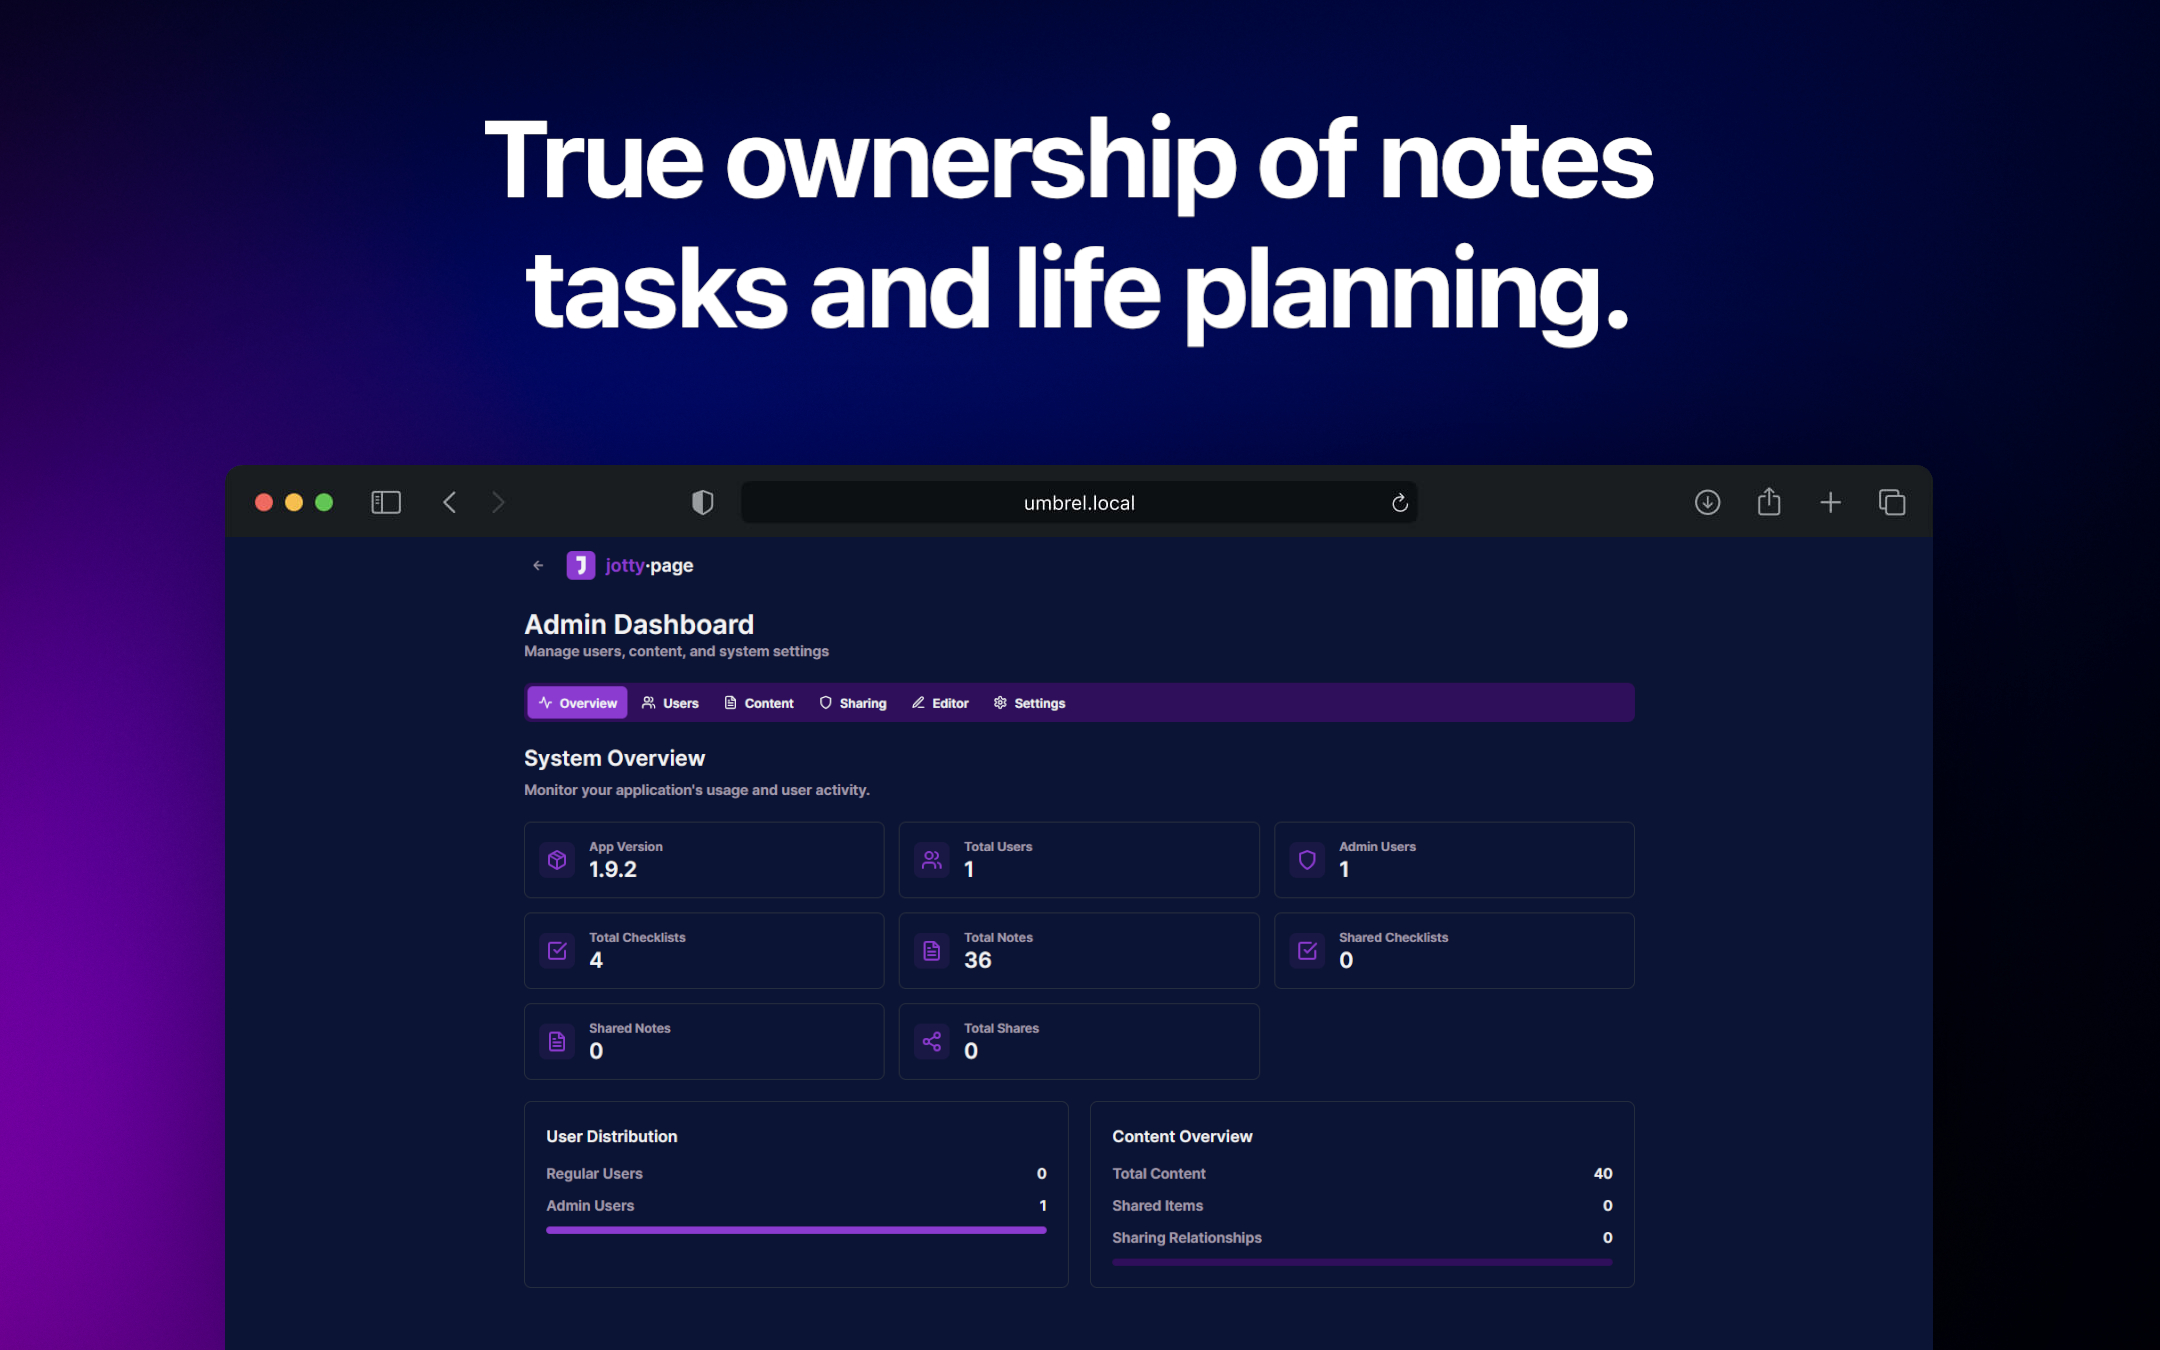 True ownership of notes
tasks and life planning.
umbrel.local
jotty·page
Admin Dashboard
Manage users, content, and system settings
Overview Users Content Sharing Editor Settings
System Overview
Monitor your application's usage and user activity.
App Version
1.9.2
Total Users
1
Admin Users
1
Total Checklists
4
Total Notes
36
Shared Checklists
0
Shared Notes
0
Total Shares
0
User Distribution
Regular Users 0
Admin Users 1
Content Overview
Total Content 40
Shared Items 0
Sharing Relationships 0